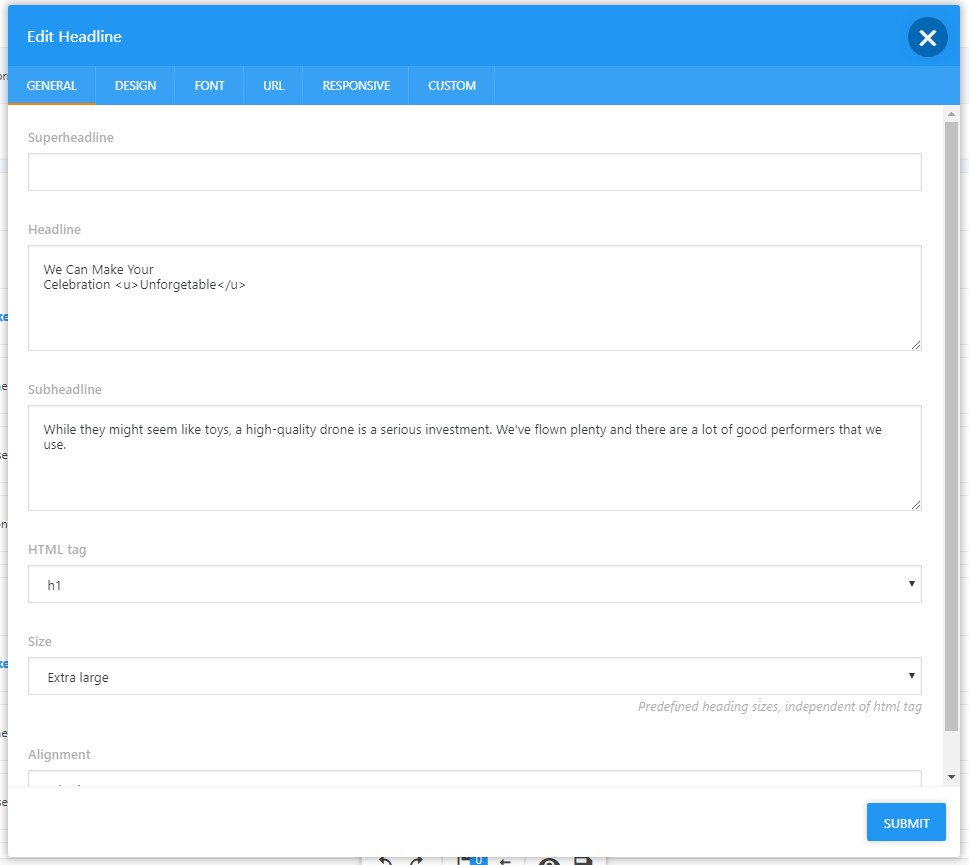 Edit Headline
GENERAL DESIGN FONT URL RESPONSIVE CUSTOM
Superheadline
Headline
We Can Make Your
Celebration <u>Unforgetable</u>
Subheadline
While they might seem like toys, a high-quality drone is a serious investment. We've flown plenty and there are a lot of good performers that we
use.
HTML tag
h1
Size
Extra large
Predefined heading sizes, independent of html tag
Alignment
SUBMIT